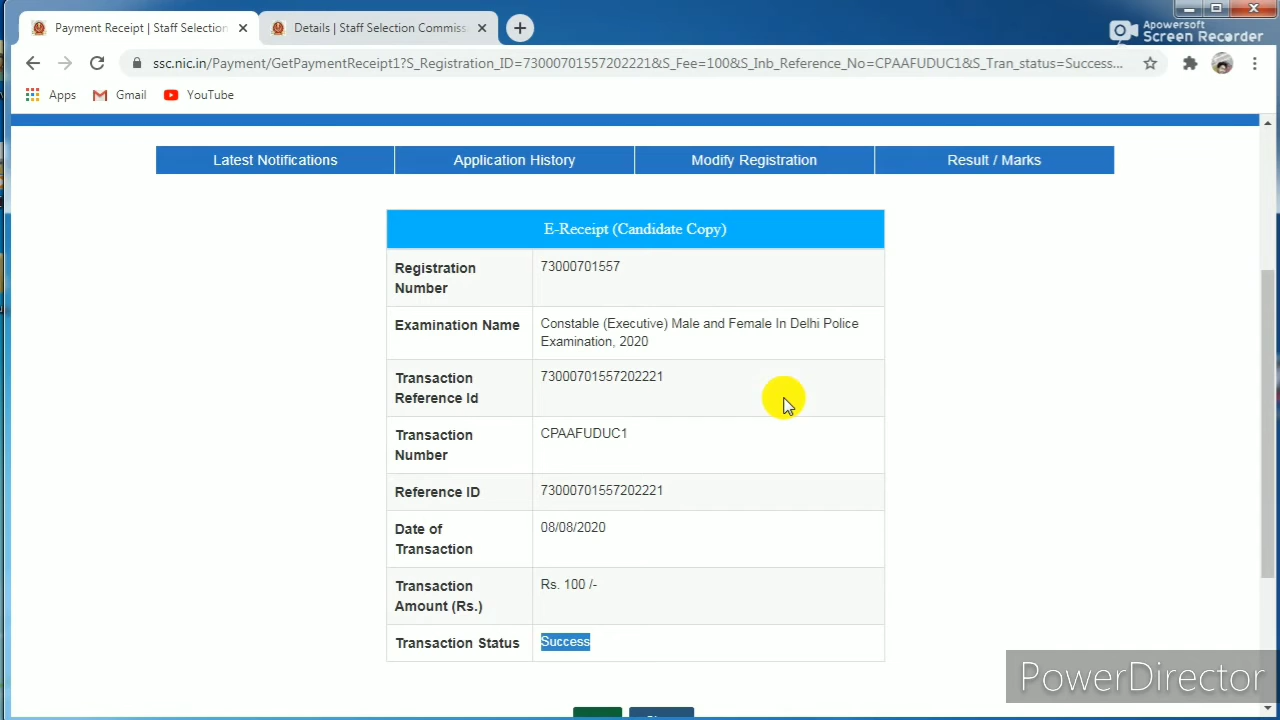 Payment Receipt | Staff Selection
Details | Staff Selection Commiss
Apowersoft
Screen Recorder
ssc.nic.in/Payment/GetPaymentReceipt1?S_Registration_ID=73000701557202221&S_Fee=100&S_Inb_Reference_No=CPAAFUDUC1&S_Tran_status=Success...
Apps Gmail YouTube
Latest Notifications Application History Modify Registration Result / Marks
E-Receipt (Candidate Copy)
Registration Number 73000701557
Examination Name Constable (Executive) Male and Female In Delhi Police
Examination, 2020
Transaction Reference Id 73000701557202221
Transaction Number CPAAFUDUC1
Reference ID 73000701557202221
Date of Transaction 08/08/2020
Transaction Amount (Rs.) Rs. 100 /-
Transaction Status Success
PowerDirector